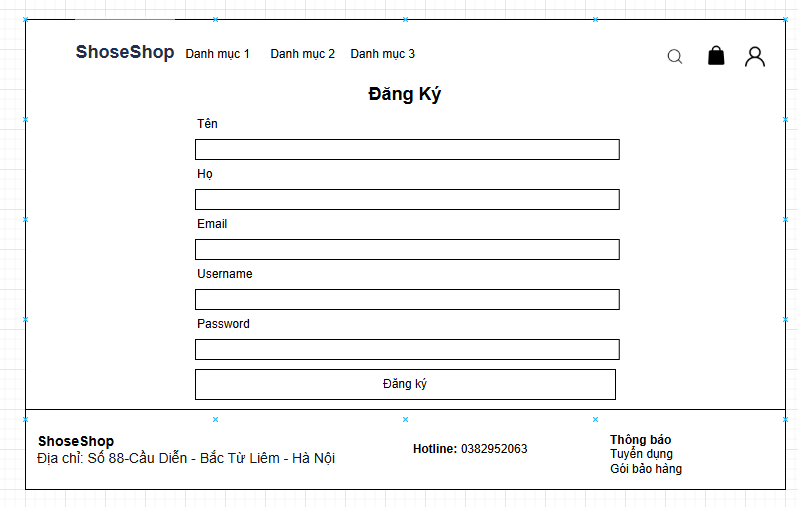 ShoseShop Danh mục 1 Danh mục 2 Danh mục 3
Đăng Ký
Tên
Họ
Email
Username
Password
Đăng ký
ShoseShop
Địa chỉ: Số 88-Cầu Diễn - Bắc Từ Liêm - Hà Nội
Hotline: 0382952063
Thông báo
Tuyển dụng
Gói bảo hàng